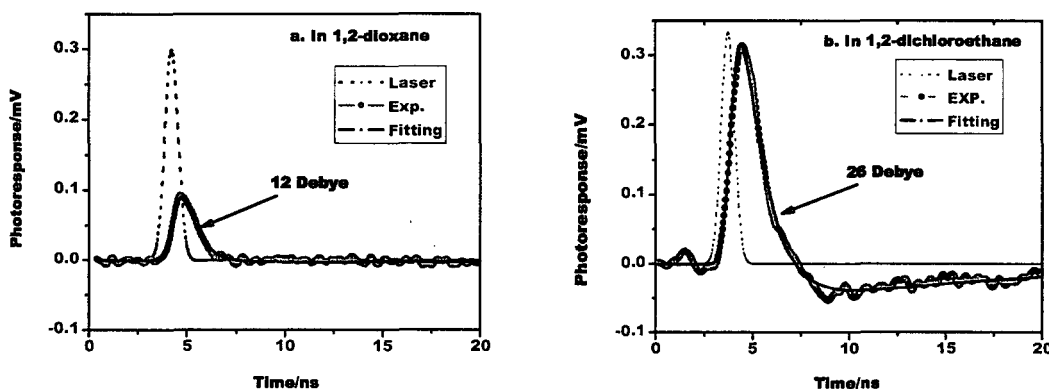 a. In 1,2-dioxane
Laser
Exp.
Fitting
12 Debye
Photoresponse/mV
0.3
0.2
0.1
0.0
-0.1
0
5
10
15
20
Time/ns
b. In 1,2-dichloroethane
Laser
EXP.
Fitting
26 Debye
Photoresponse/mV
0.3
0.2
0.1
0.0
-0.1
0
5
10
15
20
Time/ns